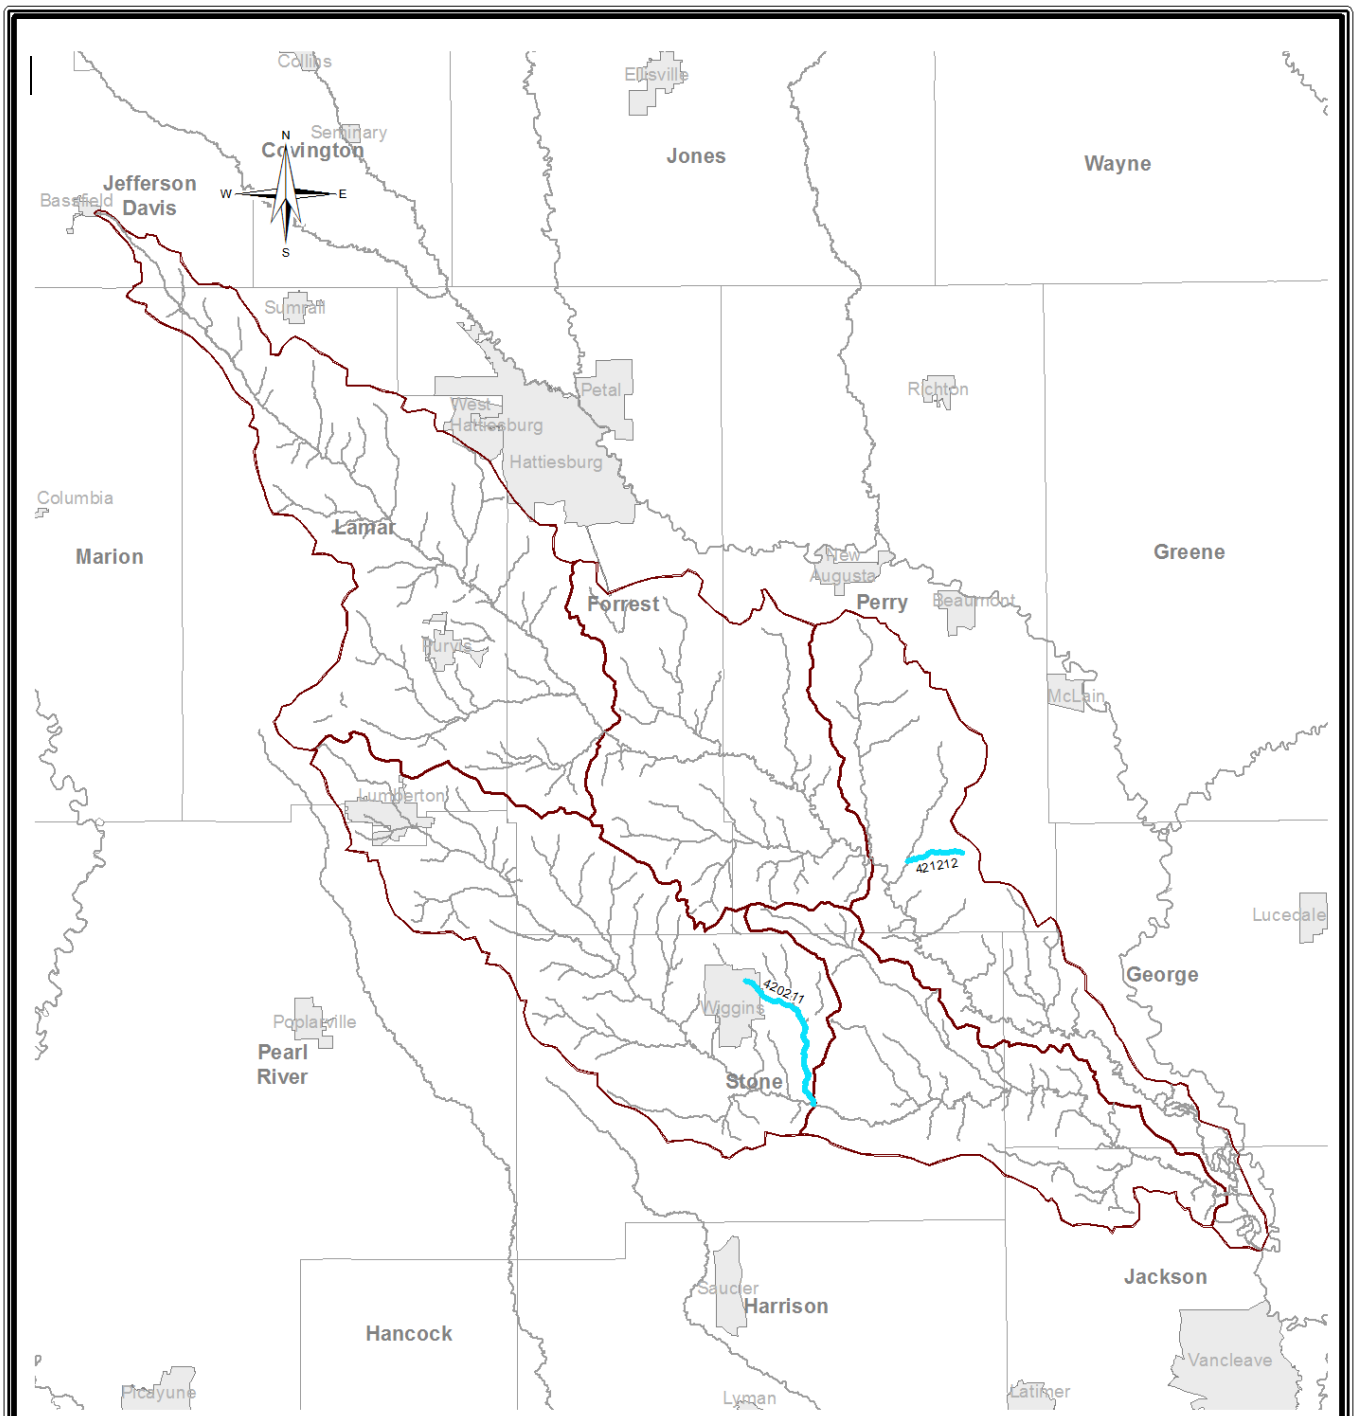 Collins
Ellisville
Seminary
N
Covington
Jones
Wayne
Jefferson
Davis
W
E
Bassfield
S
Sumrall
Petal
Richton
West
Hattiesburg
Hattiesburg
Columbia
Lamar
Marion
Greene
New
Augusta
Forrest
Perry
Beaumont
Purvis
McLain
Lumberton
421212
Lucedale
George
420211
Wiggins
Poplarville
Pearl
River
Stone
Jackson
Saucier
Harrison
Hancock
Vancleave
Picayune
Lyman
Latimer